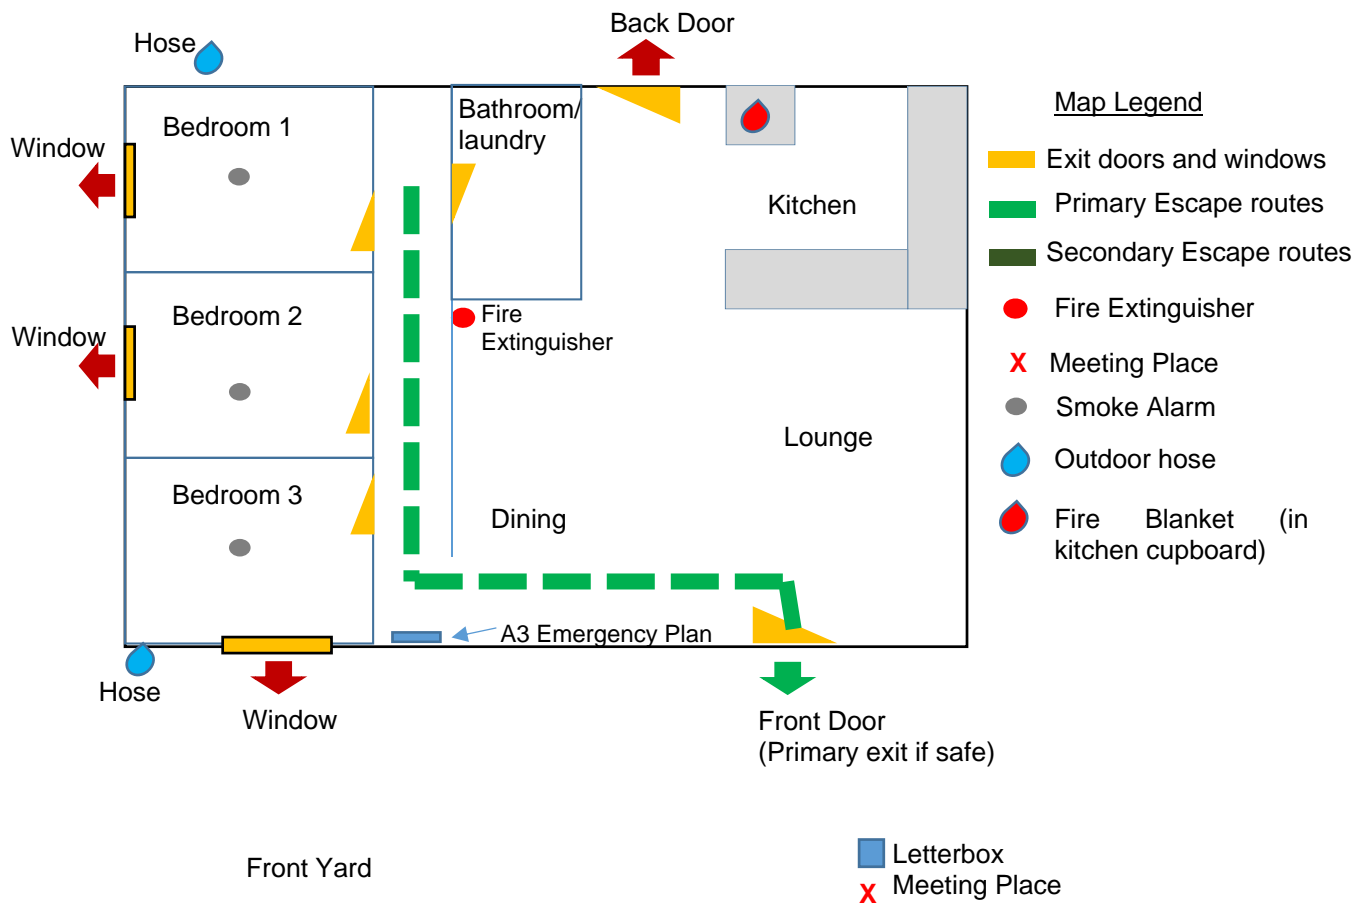 Back Door
Hose
Map Legend
Bedroom 1
Bathroom/
laundry
Window
Exit doors and windows
Kitchen
Primary Escape routes
Secondary Escape routes
Bedroom 2
Fire
Extinguisher
Fire Extinguisher
Window
X Meeting Place
Smoke Alarm
Lounge
Outdoor hose
Bedroom 3
Dining
Fire Blanket (in
kitchen cupboard)
A3 Emergency Plan
Hose
Window
Front Door
(Primary exit if safe)
Front Yard
Letterbox
X Meeting Place